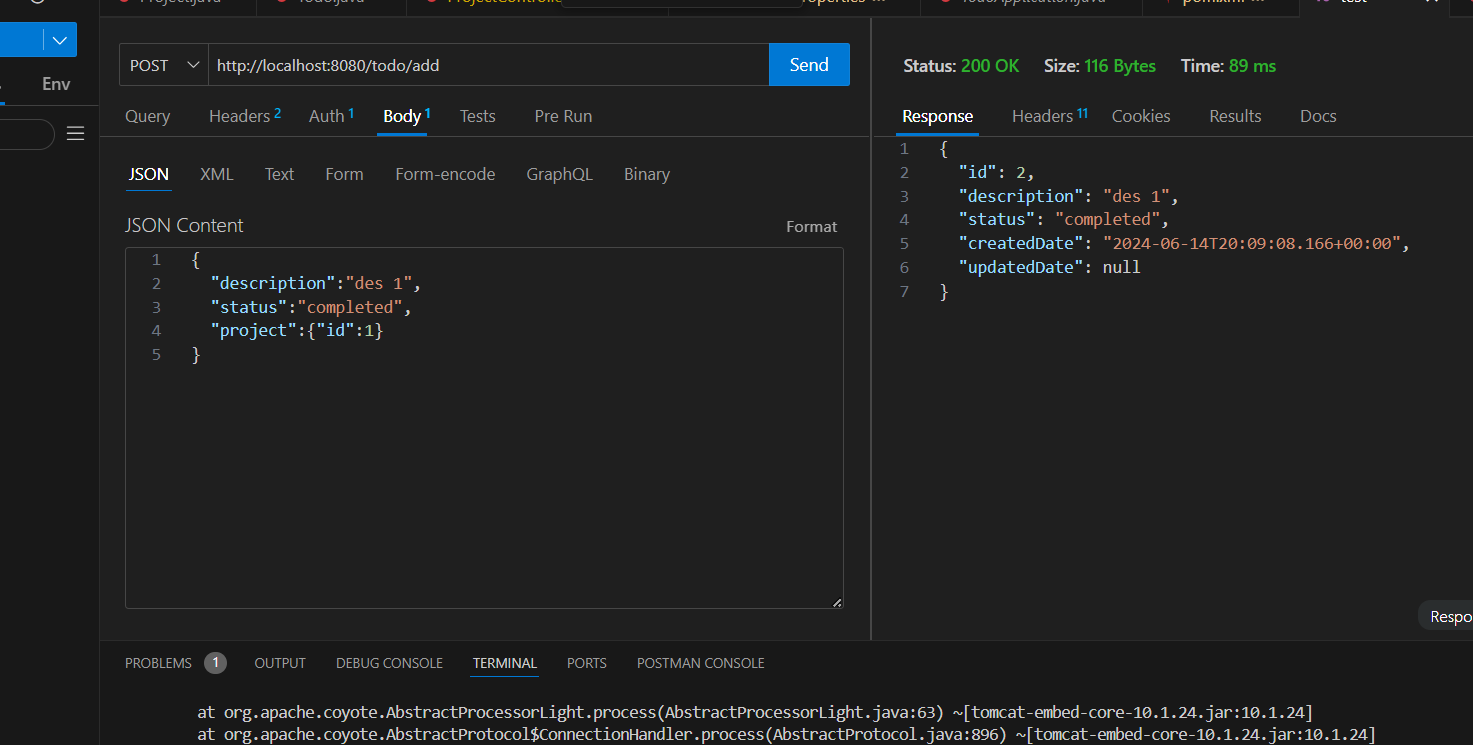 Env
POST http://localhost:8080/todo/add Send
Query Headers 2 Auth 1 Body 1 Tests Pre Run
JSON XML Text Form Form-encode GraphQL Binary
JSON Content Format
1 {
2 "description":"des 1",
3 "status":"completed",
4 "project":{"id":1}
5 }
Status: 200 OK Size: 116 Bytes Time: 89 ms
Response Headers 11 Cookies Results Docs
1 {
2 "id": 2,
3 "description": "des 1",
4 "status": "completed",
5 "createdDate": "2024-06-14T20:09:08.166+00:00",
6 "updatedDate": null
7 }
Respo
PROBLEMS 1 OUTPUT DEBUG CONSOLE TERMINAL PORTS POSTMAN CONSOLE
at org.apache.coyote.AbstractProcessorLight.process(AbstractProcessorLight.java:63) ~[tomcat-embed-core-10.1.24.jar:10.1.24]
at org.apache.coyote.AbstractProtocol$ConnectionHandler.process(AbstractProtocol.java:896) ~[tomcat-embed-core-10.1.24.jar:10.1.24]